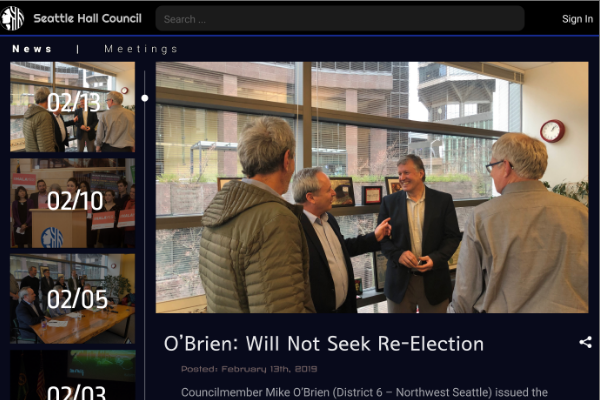 Seattle Hall Council
Search ...
Sign In
News | Meetings
02/13
02/10
02/05
02/03
O'Brien: Will Not Seek Re-Election
Posted: February 13th, 2019
Councilmember Mike O'Brien (District 6 – Northwest Seattle) issued the